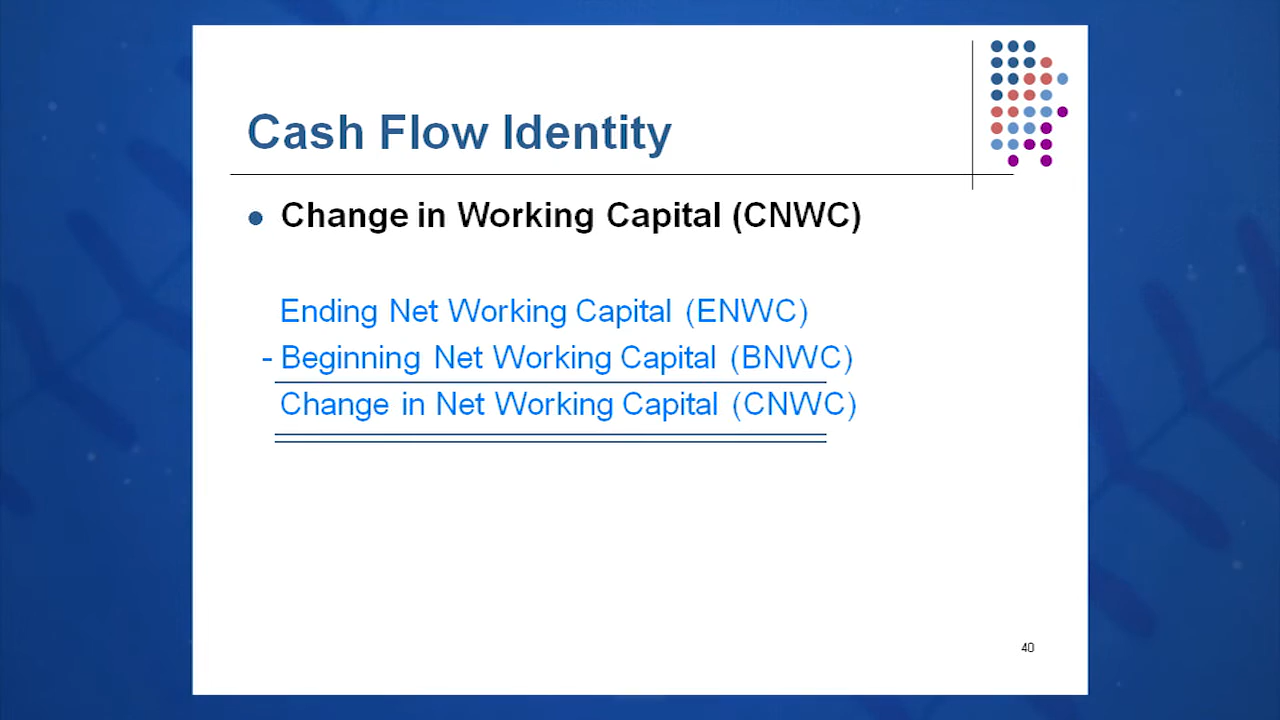 Cash Flow Identity
• Change in Working Capital (CNWC)
Ending Net Working Capital (ENWC)
- Beginning Net Working Capital (BNWC)
Change in Net Working Capital (CNWC)
40